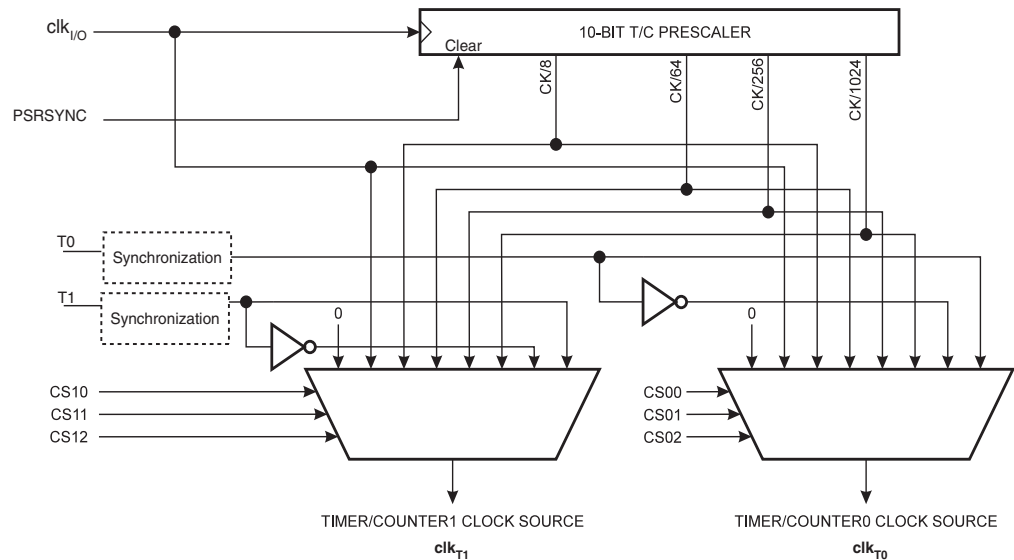 clkI/O
10-BIT T/C PRESCALER
Clear
CK/8
CK/64
CK/256
CK/1024
PSRSYNC
T0
Synchronization
T1
Synchronization
0
0
CS10
CS11
CS12
CS00
CS01
CS02
TIMER/COUNTER1 CLOCK SOURCE
clkT1
TIMER/COUNTER0 CLOCK SOURCE
clkT0